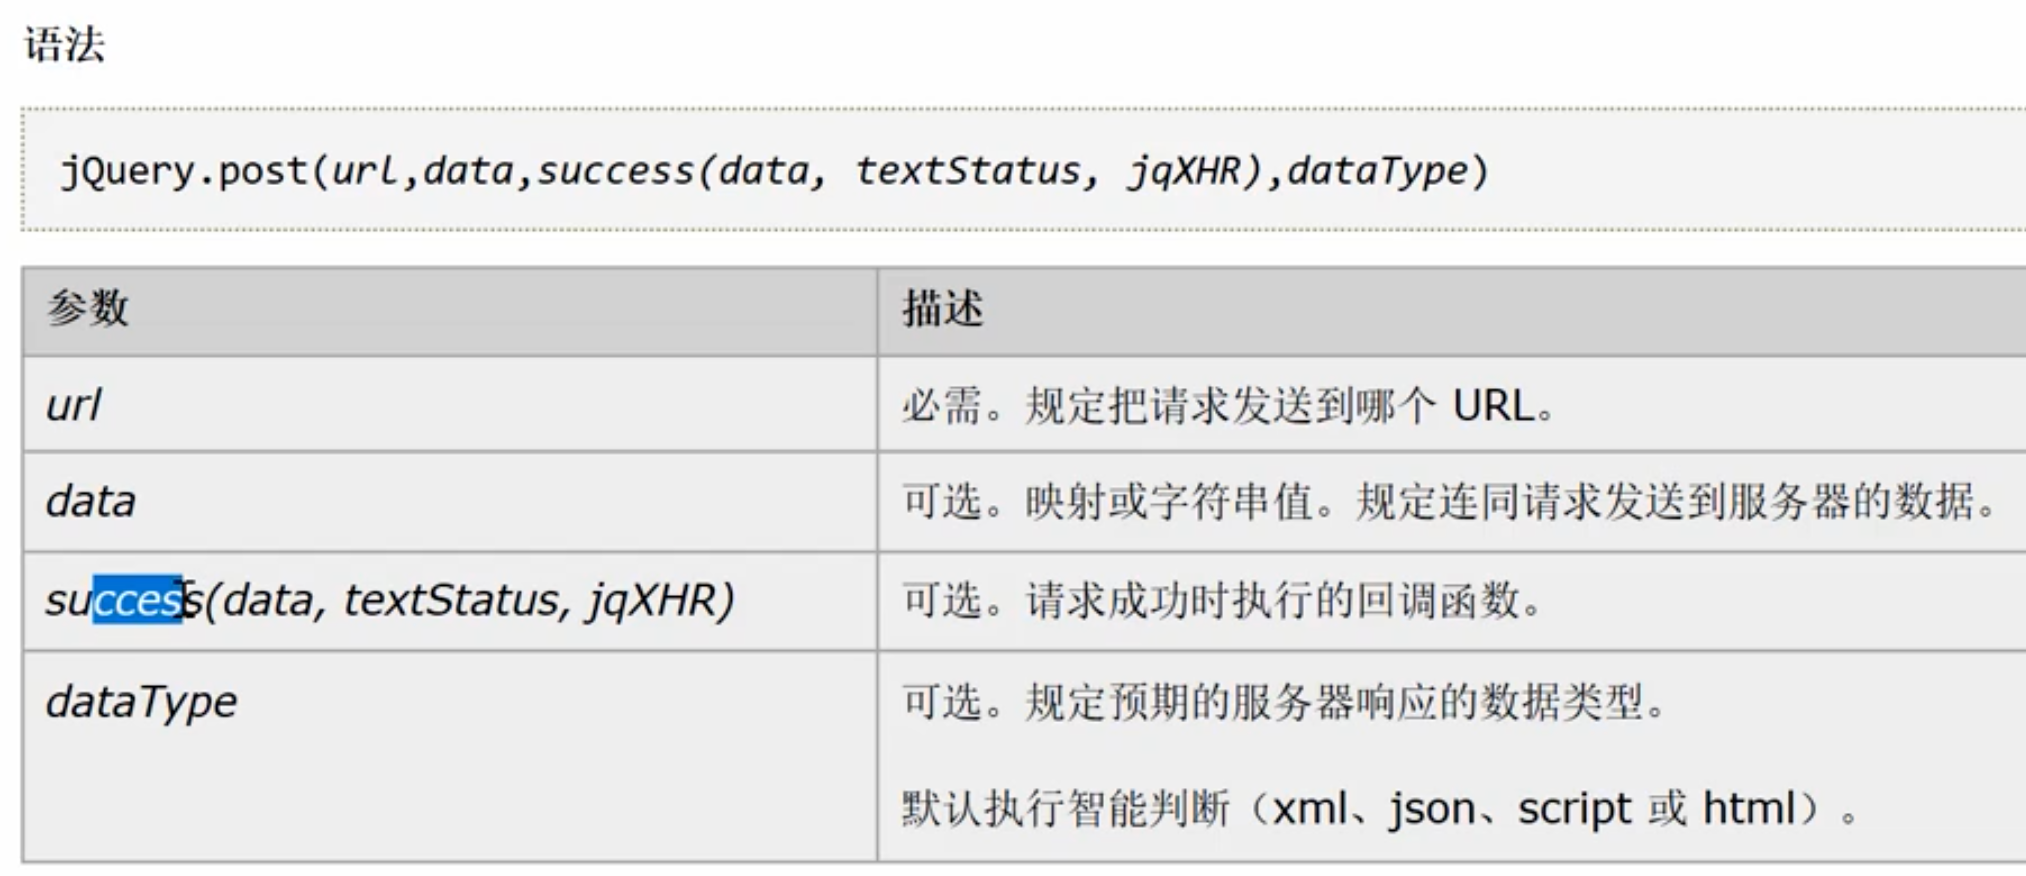 语法
jQuery.post(url,data,success(data, textStatus, jqXHR),dataType)
参数 描述
url 必需。规定把请求发送到哪个 URL。
data 可选。映射或字符串值。规定连同请求发送到服务器的数据。
success(data, textStatus, jqXHR) 可选。请求成功时执行的回调函数。
dataType 可选。规定预期的服务器响应的数据类型。
默认执行智能判断（xml、json、script 或 html）。